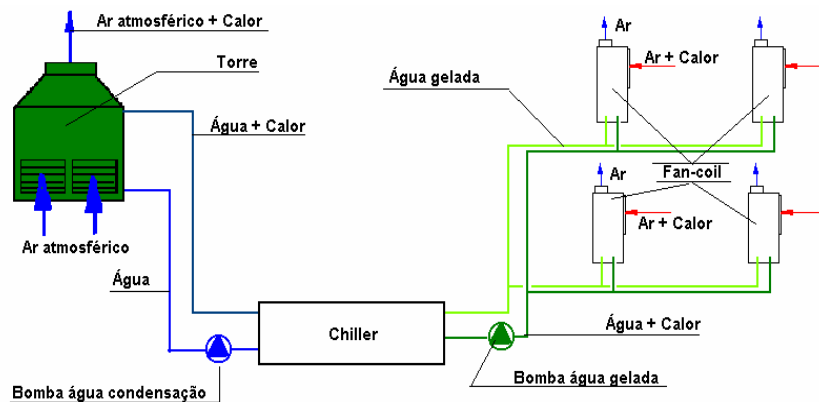 Ar atmosférico + Calor
Ar
Torre
Ar + Calor
Água gelada
Água + Calor
Ar
Fan-coil
Ar + Calor
Ar atmosférico
Água
Chiller
Água + Calor
Bomba água condensação
Bomba água gelada